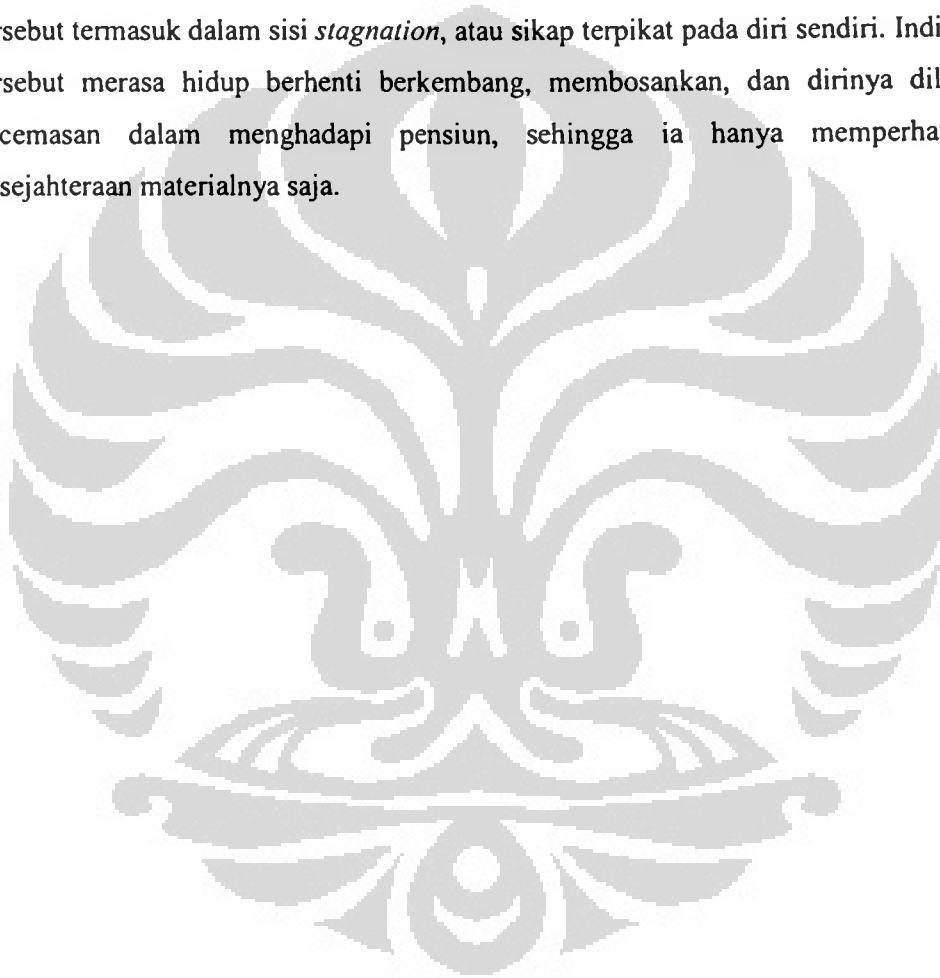 rsebut termasuk dalam sisi stagnation, atau sikap terpikat pada diri sendiri. Indi
rsebut merasa hidup berhenti berkembang, membosankan, dan dirinya dil
cemasan dalam menghadapi pensiun, sehingga ia hanya memperha
sejahteraan materialnya saja.